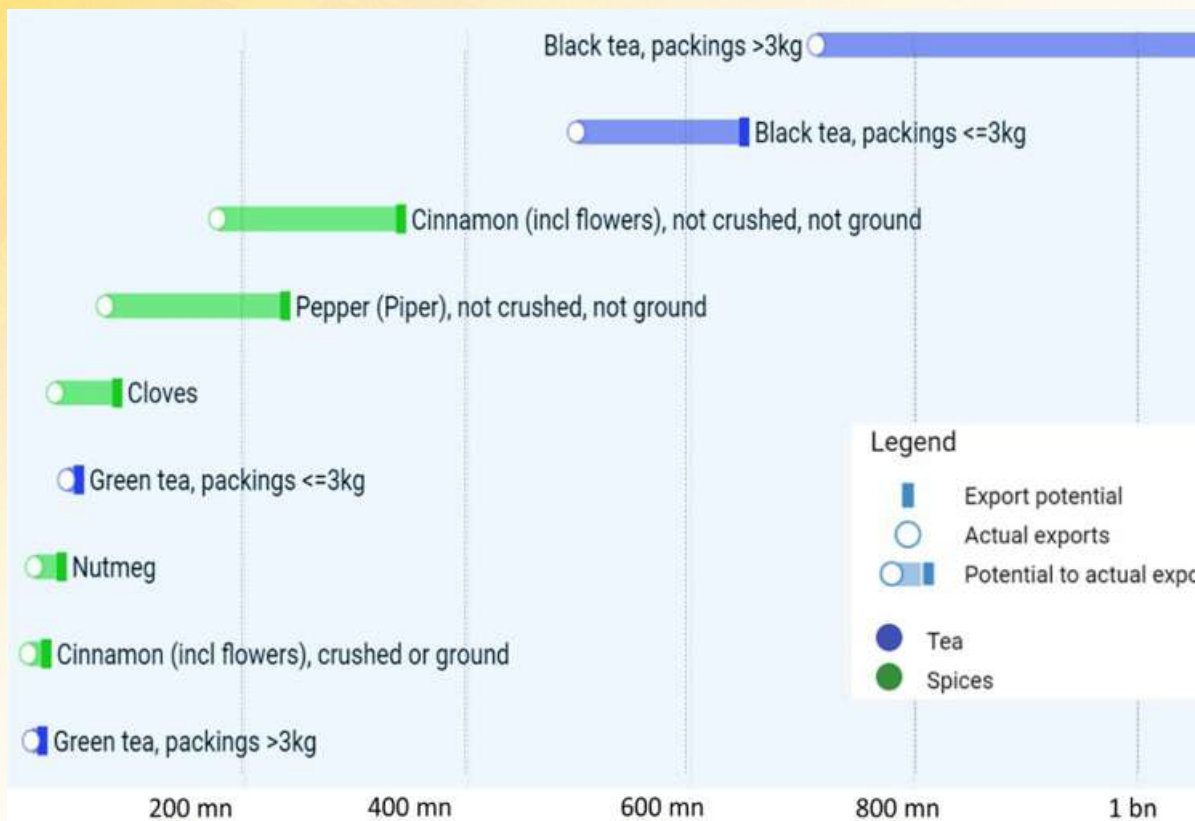 Black tea, packings >3kg
Black tea, packings <=3kg
Cinnamon (incl flowers), not crushed, not ground
Pepper (Piper), not crushed, not ground
Cloves
Green tea, packings <=3kg
Nutmeg
Cinnamon (incl flowers), crushed or ground
Green tea, packings >3kg
Legend
Export potential
Actual exports
Potential to actual expo
Tea
Spices
200 mn 400 mn 600 mn 800 mn 1 bn